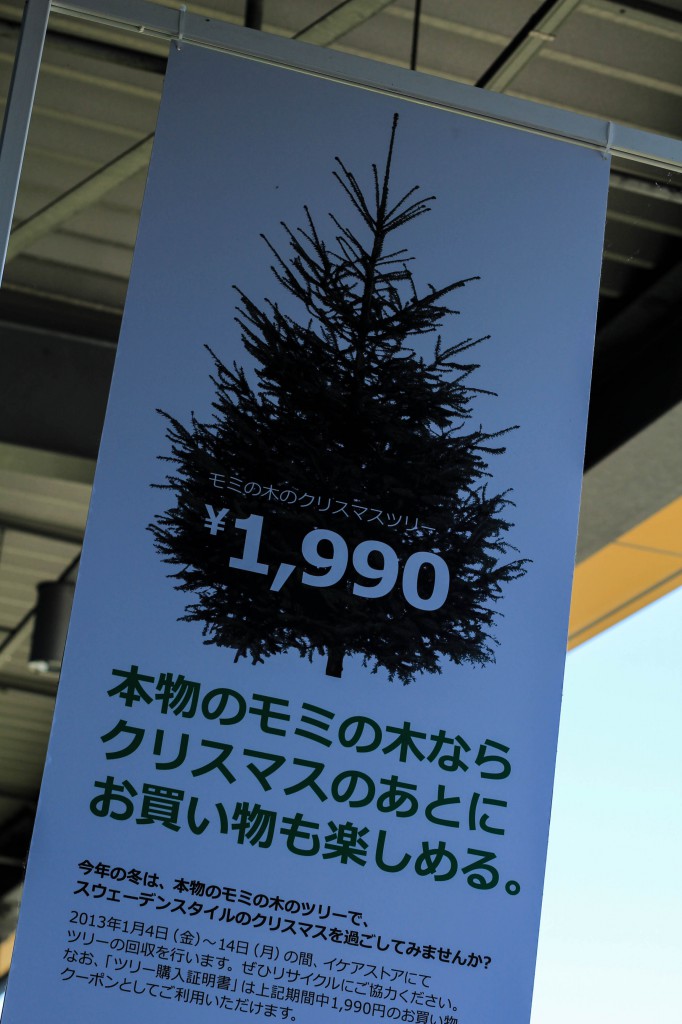 モミの木のクリスマスツリー
¥1,990
本物のモミの木なら
クリスマスのあとに
お買い物も楽しめる。
今年の冬は、本物のモミの木のツリーで、
スウェーデンスタイルのクリスマスを過ごしてみませんか?
2013年1月4日(金)〜14日(月)の間、イケアストアにて
ツリーの回収を行います。ぜひリサイクルにご協力ください。
なお、「ツリー購入証明書」は上記期間中1,990円のお買い物
クーポンとしてご利用いただけます。